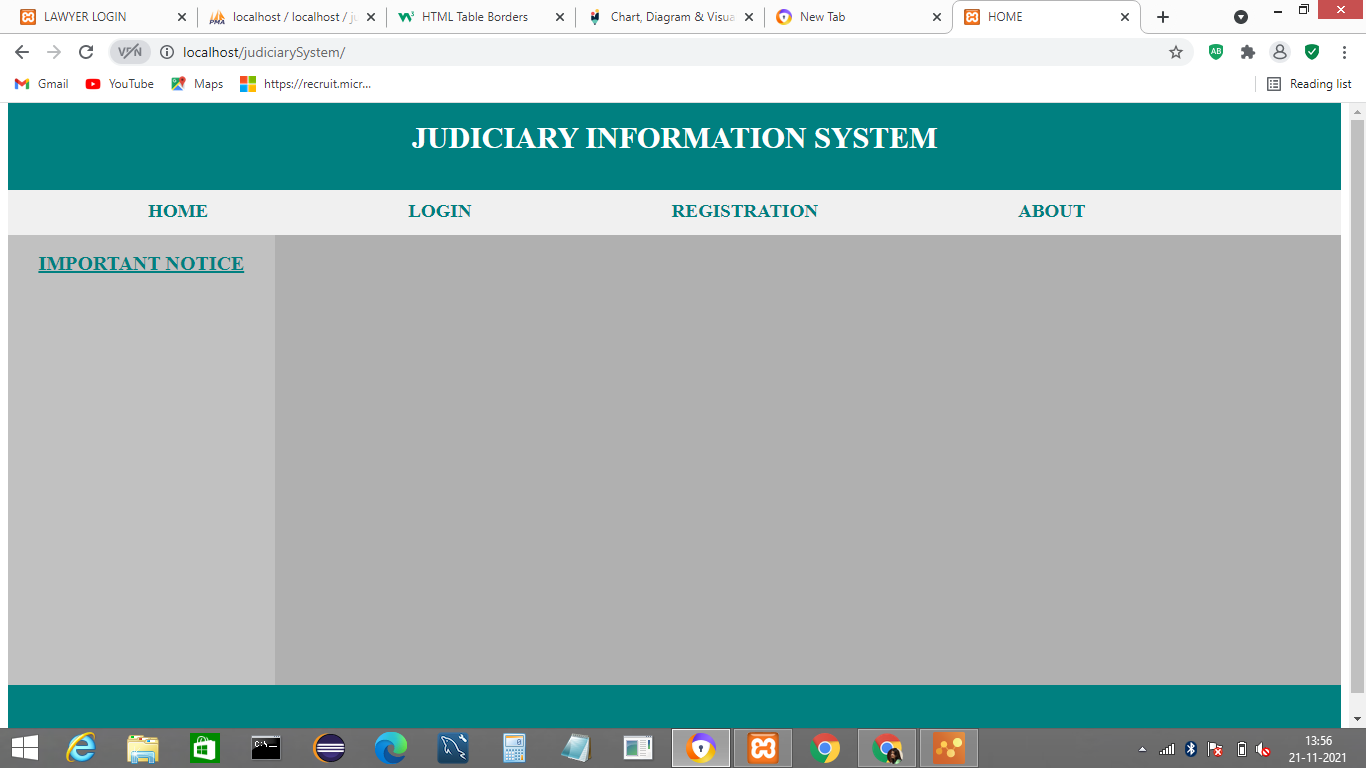 LAWYER LOGIN
localhost / localhost / ju
HTML Table Borders
Chart, Diagram & Visua
New Tab
HOME
VPN
localhost/judiciarySystem/
AB
Gmail
YouTube
Maps
https://recruit.micr...
Reading list
JUDICIARY INFORMATION SYSTEM
HOME LOGIN REGISTRATION ABOUT
IMPORTANT NOTICE
13:56
21-11-2021